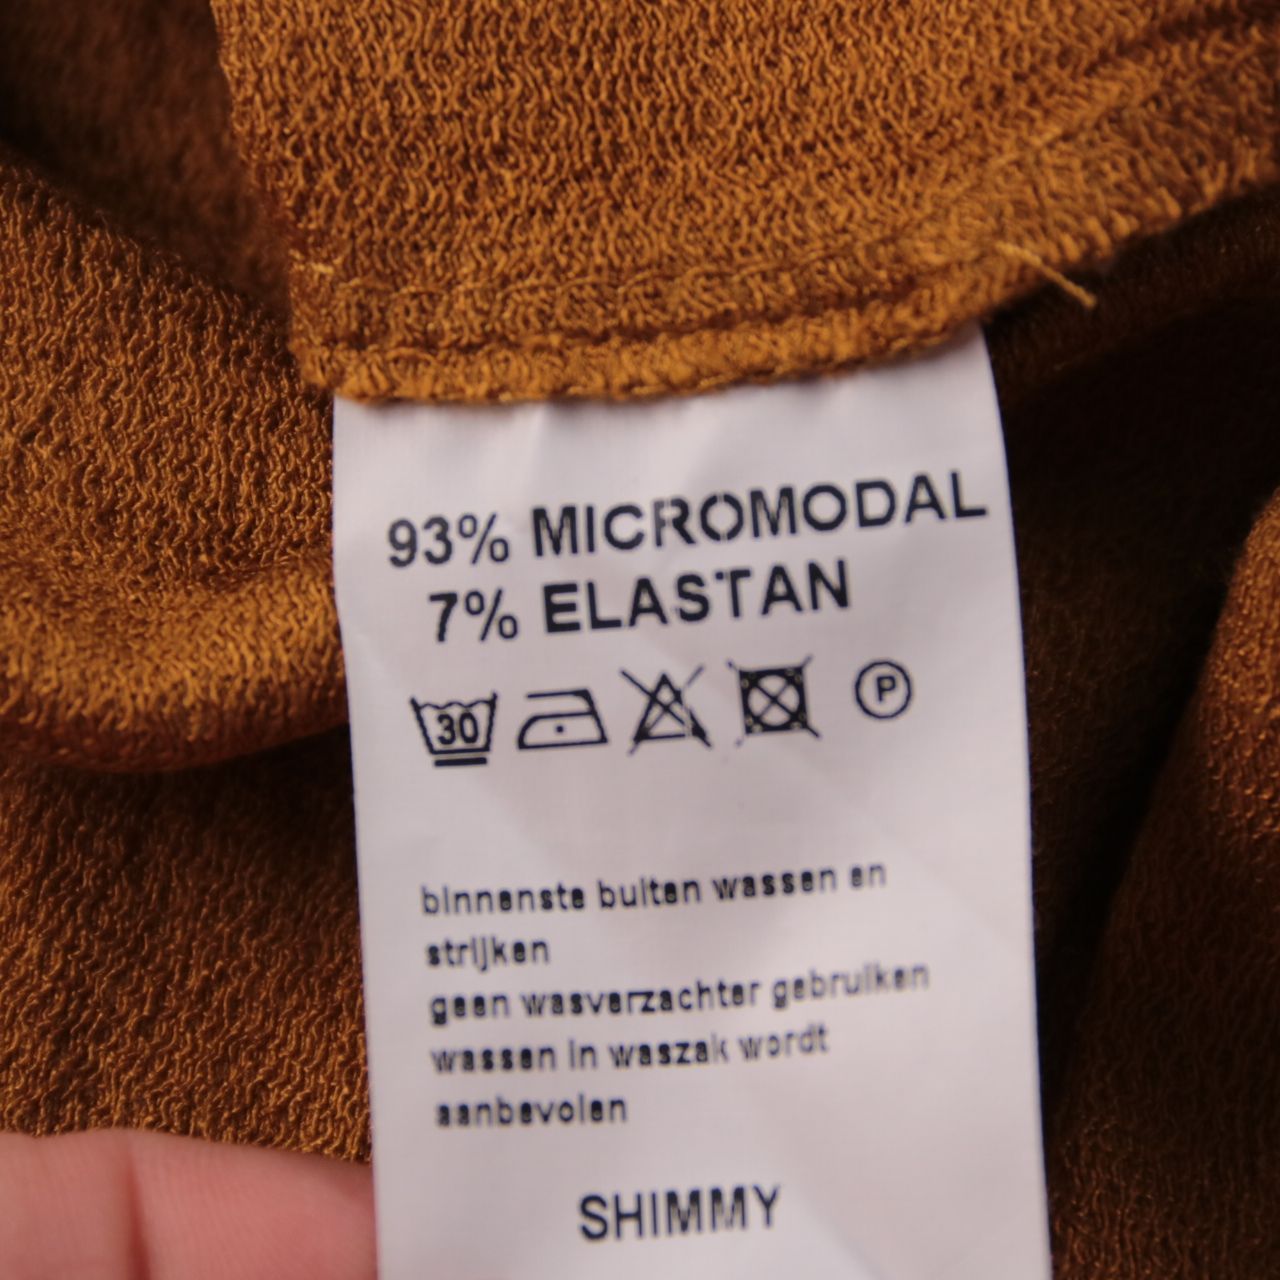 93% MICROMODAL
7% ELASTAN
30 P
binnenste buiten wassen en
strijken
geen wasverzachter gebruiken
wassen in waszak wordt
aanbevolen
SHIMMY